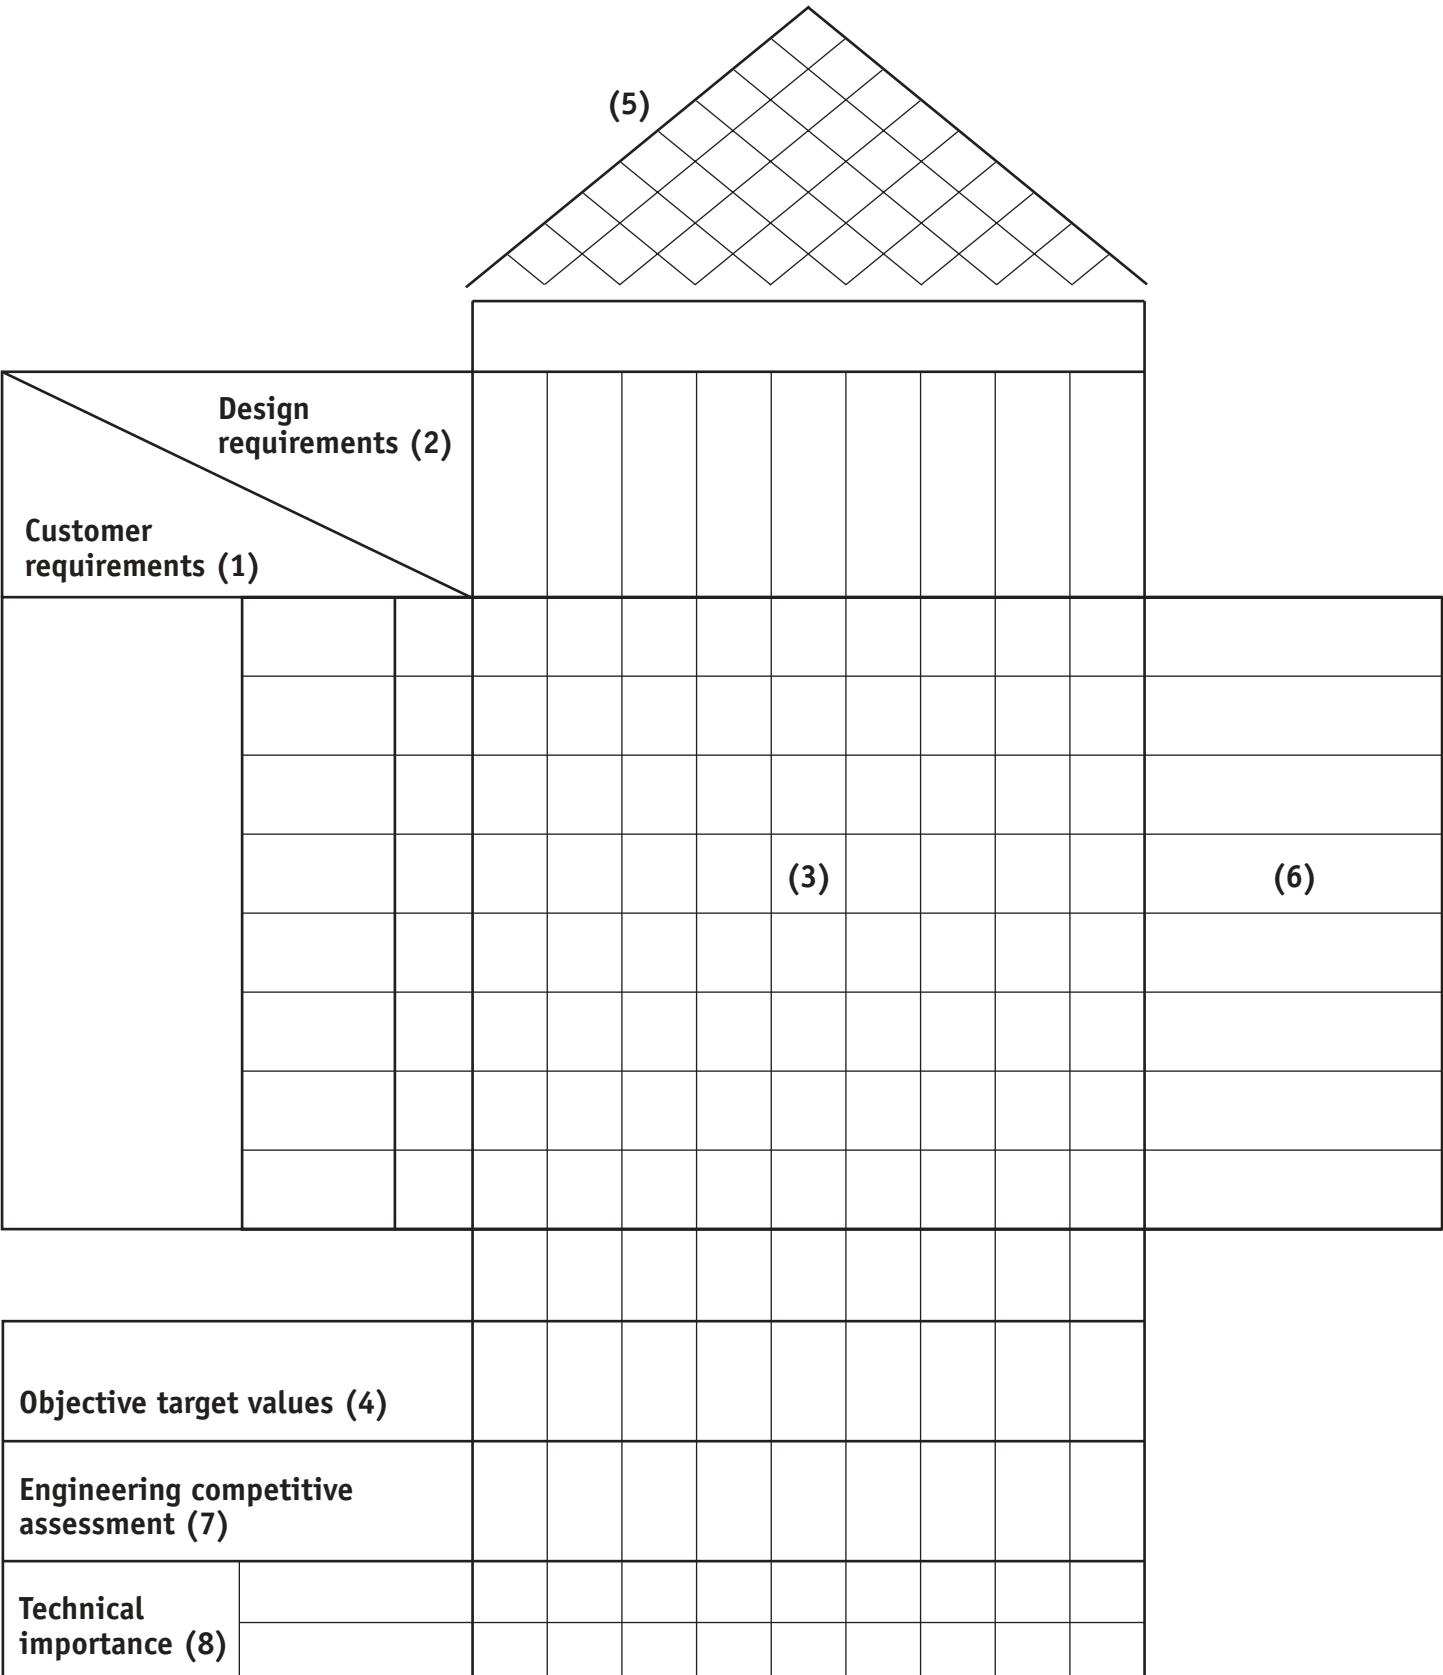 (5)
Design
requirements (2)
Customer
requirements (1)
(3)
(6)
Objective target values (4)
Engineering competitive
assessment (7)
Technical
importance (8)